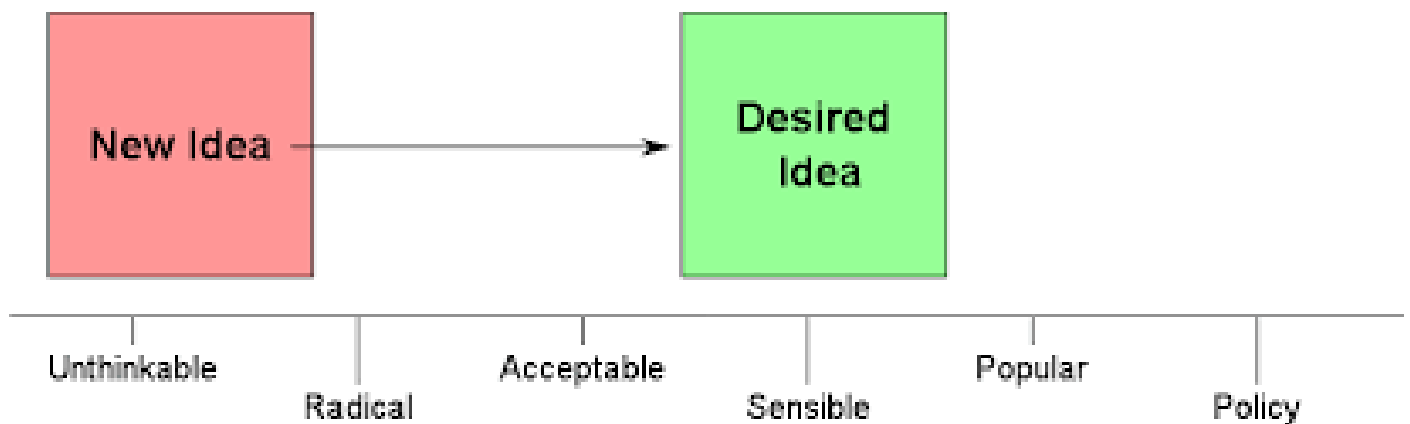 New Idea
Desired
Idea
Unthinkable
Radical
Acceptable
Sensible
Popular
Policy